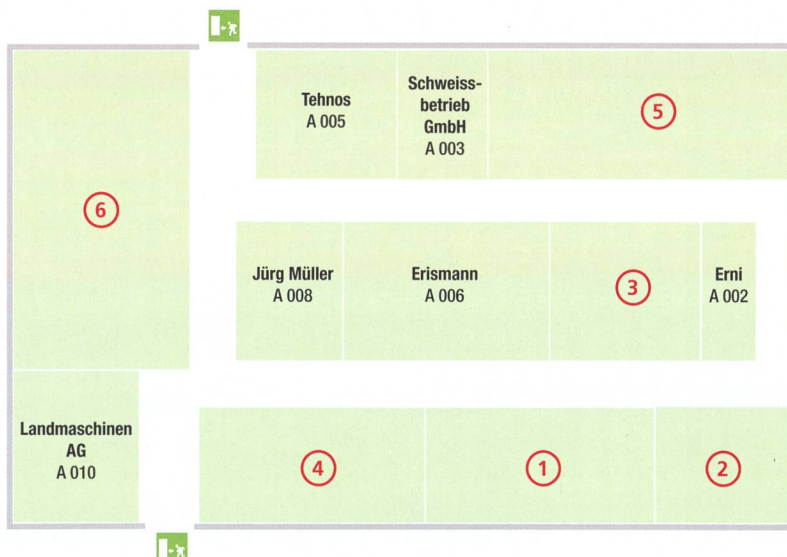 Tehnos
A 005
Schweiss-
betrieb
GmbH
A 003
5
6
Jürg Müller
A 008
Erismann
A 006
3
Erni
A 002
Landmaschinen
AG
A 010
4
1
2